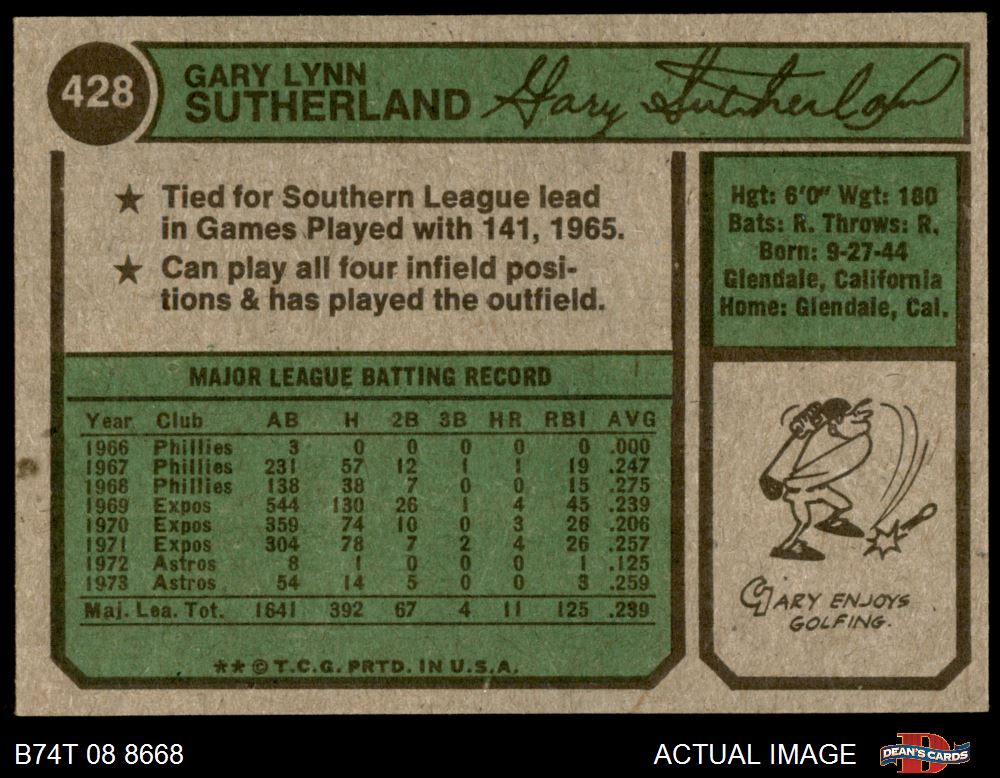 428
GARY LYNN
SUTHERLAND
Gary Sutherland
★ Tied for Southern League lead
in Games Played with 141, 1965.
★ Can play all four infield posi-
tions & has played the outfield.
Hgt: 6'0" Wgt: 180
Bats: R. Throws: R.
Born: 9-27-44
Glendale, California
Home: Glendale, Cal.
MAJOR LEAGUE BATTING RECORD
Year Club AB H 2B 3B HR RBI AVG
1966 Phillies 3 0 0 0 0 0 .000
1967 Phillies 231 57 12 1 1 19 .247
1968 Phillies 138 38 7 0 0 15 .275
1969 Expos 544 130 26 1 4 45 .239
1970 Expos 359 74 10 0 3 26 .206
1971 Expos 304 78 7 2 4 26 .257
1972 Astros 8 1 0 0 0 1 .125
1973 Astros 54 14 5 0 0 3 .259
Maj. Lea. Tot. 1641 392 67 4 11 125 .239
** © T.C.G. PRTD. IN U.S.A.
GARY ENJOYS
GOLFING.
B74T 08 8668
ACTUAL IMAGE
D
DEAN'S CARDS